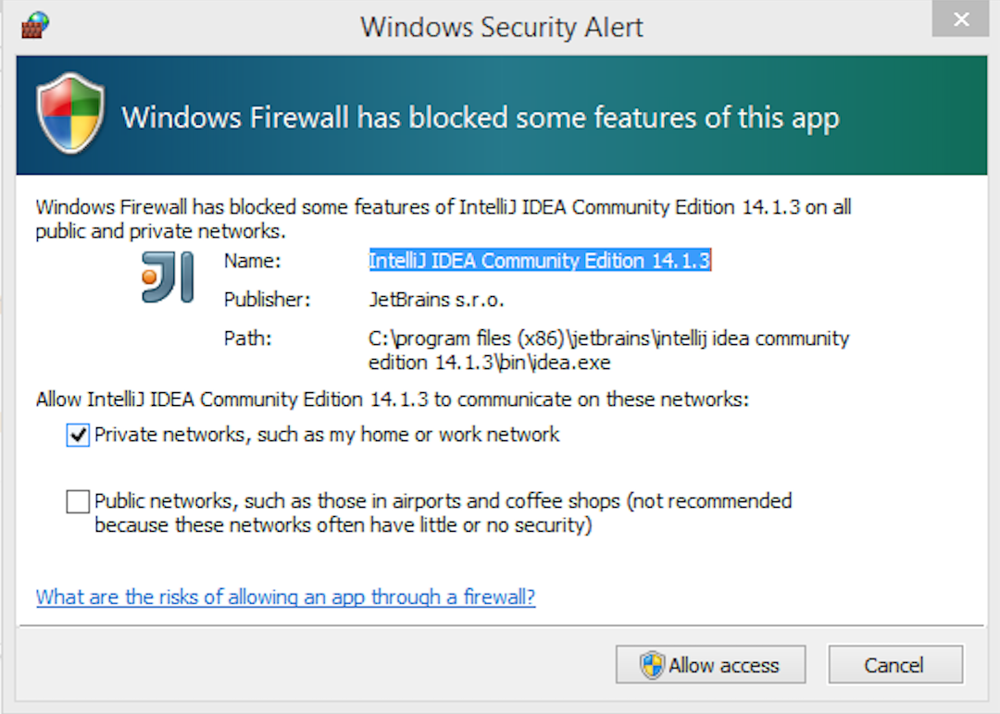 Windows Security Alert
Windows Firewall has blocked some features of this app
Windows Firewall has blocked some features of IntelliJ IDEA Community Edition 14.1.3 on all
public and private networks.
Name: IntelliJ IDEA Community Edition 14.1.3
Publisher: JetBrains s.r.o.
Path: C:\program files (x86)\jetbrains\intellij idea community
edition 14.1.3\bin\idea.exe
Allow IntelliJ IDEA Community Edition 14.1.3 to communicate on these networks:
Private networks, such as my home or work network
Public networks, such as those in airports and coffee shops (not recommended
because these networks often have little or no security)
What are the risks of allowing an app through a firewall?
Allow access Cancel